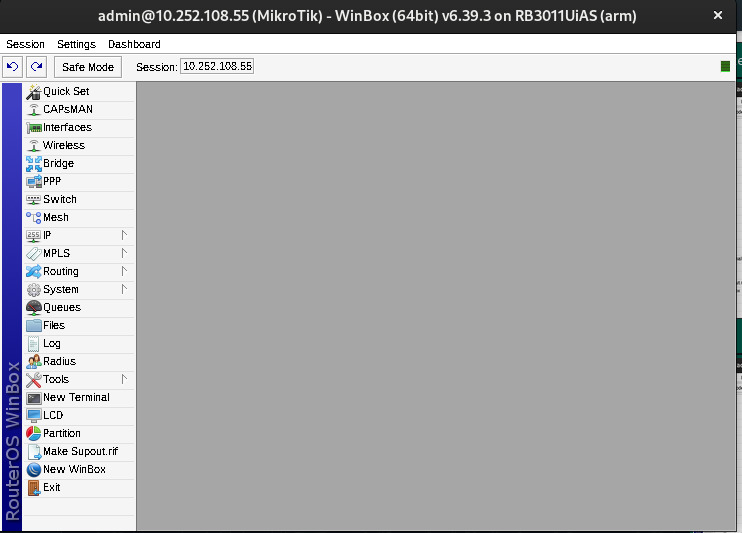 admin@10.252.108.55 (MikroTik) - WinBox (64bit) v6.39.3 on RB3011UiAS (arm)
Session Settings Dashboard
Safe Mode Session: 10.252.108.55
Quick Set
CAPsMAN
Interfaces
Wireless
Bridge
PPP
Switch
Mesh
255 IP
MPLS
Routing
System
Queues
Files
Log
Radius
Tools
New Terminal
LCD
Partition
Make Supout.rif
New WinBox
Exit
RouterOS WinBox